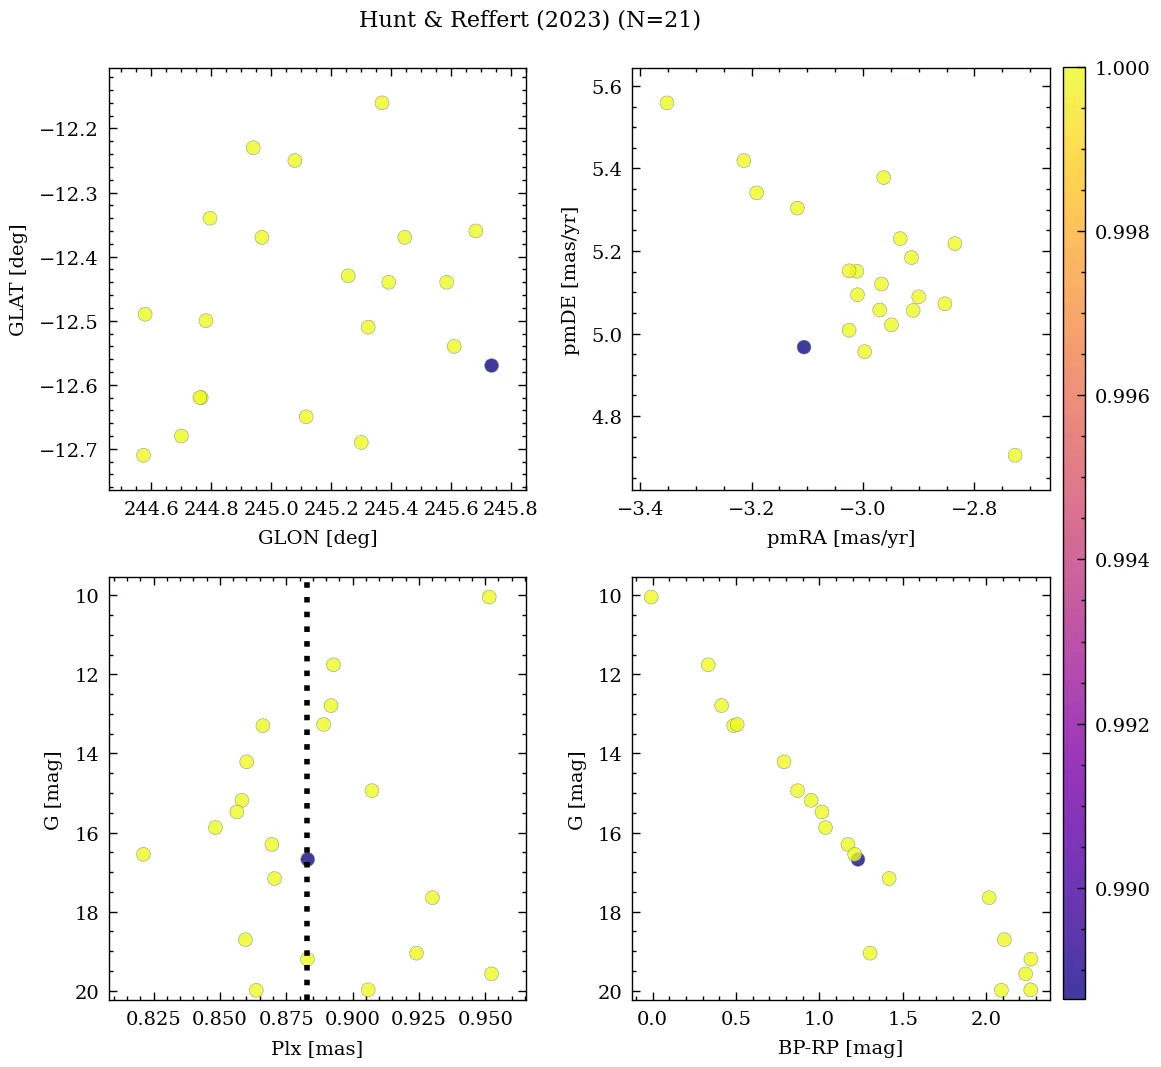 Hunt & Reffert (2023) (N=21)
−12.2
−12.3
−12.4
−12.5
−12.6
−12.7
GLAT [deg]
244.6 244.8 245.0 245.2 245.4 245.6 245.8
GLON [deg]
5.6
5.4
5.2
5.0
4.8
pmDE [mas/yr]
−3.4 −3.2 −3.0 −2.8
pmRA [mas/yr]
10
12
14
16
18
20
G [mag]
0.825 0.850 0.875 0.900 0.925 0.950
Plx [mas]
10
12
14
16
18
20
G [mag]
0.0 0.5 1.0 1.5 2.0
BP-RP [mag]
1.000
0.998
0.996
0.994
0.992
0.990